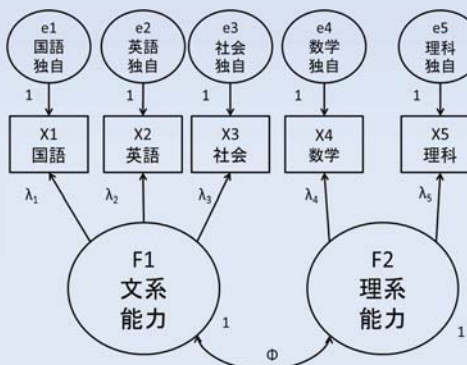 e1
国語
独自
e2
英語
独自
e3
社会
独自
e4
数学
独自
e5
理科
独自
1
1
1
1
1
X1
国語
X2
英語
X3
社会
X4
数学
X5
理科
λ₁
λ₂
λ₃
λ₄
λ₅
F1
文系
能力
1
F2
理系
能力
1
Φ